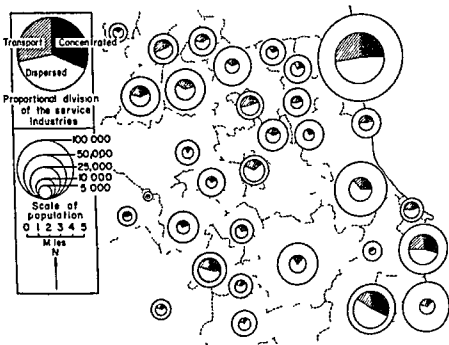 Transport Concentrated
Dispersed
Proportional division
of the service
Industries
100 000
50,000
25,000
10 000
5 000
Scale of
population
0 1 2 3 4 5
Miles
N